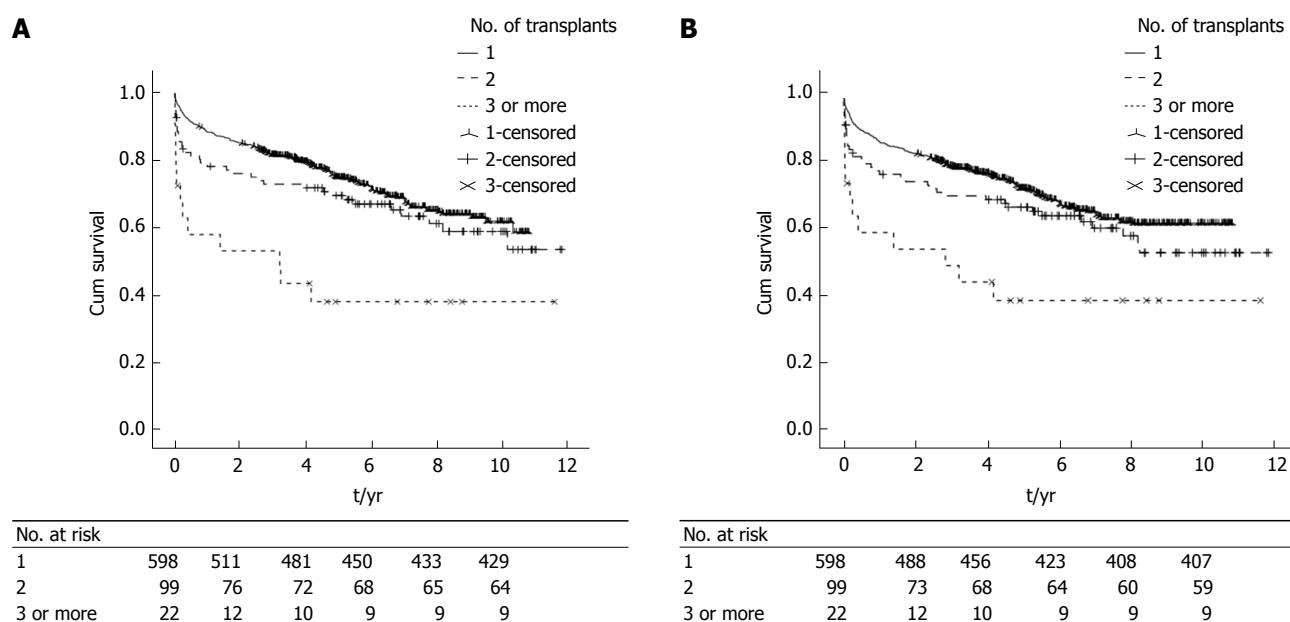 A
No. of transplants
1
2
3 or more
1-censored
2-censored
3-censored
Cum survival
1.0
0.8
0.6
0.4
0.2
0.0
0 2 4 6 8 10 12
t/yr
No. at risk
1 598 511 481 450 433 429
2 99 76 72 68 65 64
3 or more 22 12 10 9 9 9
B
No. of transplants
1
2
3 or more
1-censored
2-censored
3-censored
Cum survival
1.0
0.8
0.6
0.4
0.2
0.0
0 2 4 6 8 10 12
t/yr
No. at risk
1 598 488 456 423 408 407
2 99 73 68 64 60 59
3 or more 22 12 10 9 9 9